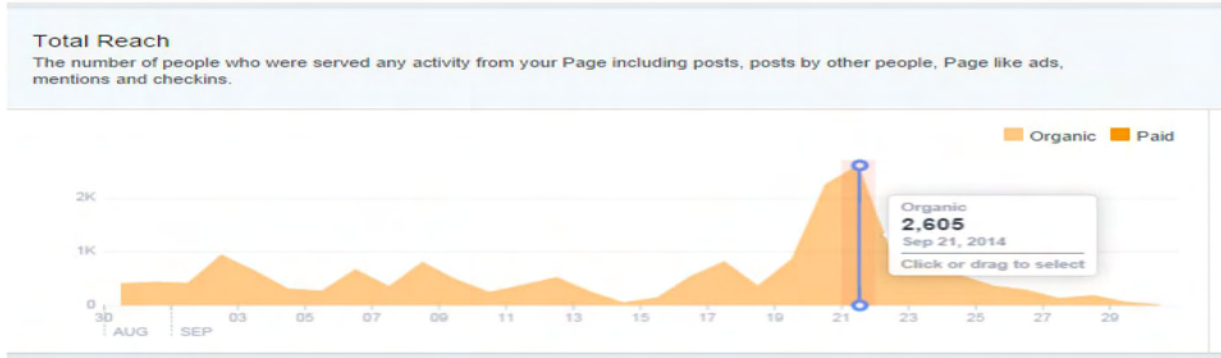 Total Reach
The number of people who were served any activity from your Page including posts, posts by other people, Page like ads,
mentions and checkins.
Organic Paid
2K
1K
0
Organic
2,605
Sep 21, 2014
Click or drag to select
30 03 05 07 09 11 13 15 17 19 21 23 25 27 29
AUG SEP